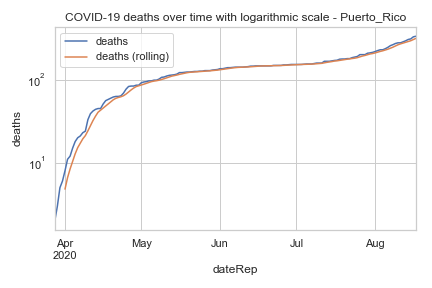 COVID-19 deaths over time with logarithmic scale - Puerto_Rico
deaths
deaths (rolling)
10²
10¹
deaths
Apr May Jun Jul Aug
2020
dateRep